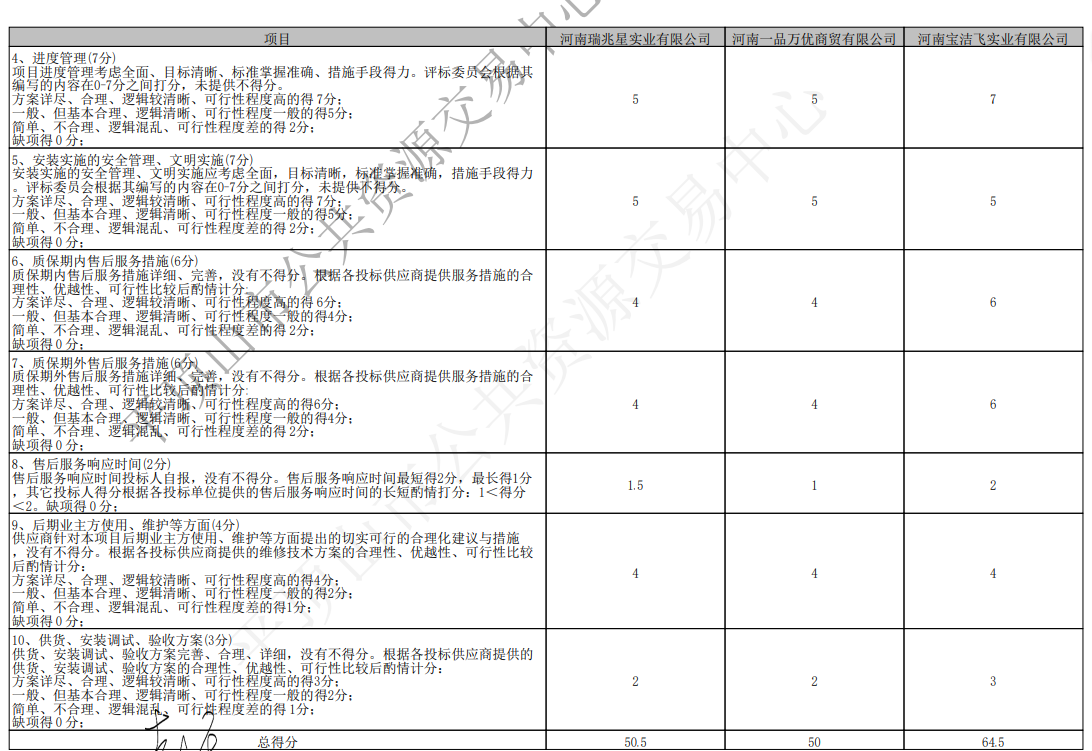 项目 河南瑞兆星实业有限公司 河南一品万优商贸有限公司 河南宝洁飞实业有限公司
4、进度管理(7分)
项目进度管理考虑全面、目标清晰、标准掌握准确、措施手段得力。评标委员会根据其
编写的内容在0-7分之间打分，未提供不得分。
方案详尽、合理、逻辑较清晰、可行性程度高的得 7分；
一般、但基本合理、逻辑清晰、可行性程度一般的得5分；
简单、不合理、逻辑混乱、可行性程度差的得 2分；
缺项得 0 分；
5 5 7
5、安装实施的安全管理、文明实施(7分)
安装实施的安全管理、文明实施应考虑全面，目标清晰，标准掌握准确，措施手段得力
。评标委员会根据其编写的内容在0-7分之间打分，未提供不得分。
方案详尽、合理、逻辑较清晰、可行性程度高的得 7分；
一般、但基本合理、逻辑清晰、可行性程度一般的得5分；
简单、不合理、逻辑混乱、可行性程度差的得 2分；
缺项得 0 分；
5 5 5
6、质保期内售后服务措施(6分)
质保期内售后服务措施详细、完善，没有不得分。根据各投标供应商提供服务措施的合
理性、优越性、可行性比较后酌情计分：
方案详尽、合理、逻辑较清晰、可行性程度高的得 6分；
一般、但基本合理、逻辑清晰、可行性程度一般的得4分；
简单、不合理、逻辑混乱、可行性程度差的得 2分；
缺项得 0 分；
4 4 6
7、质保期外售后服务措施(6分)
质保期外售后服务措施详细、完善，没有不得分。根据各投标供应商提供服务措施的合
理性、优越性、可行性比较后酌情计分：
方案详尽、合理、逻辑较清晰、可行性程度高的得6分；
一般、但基本合理、逻辑清晰、可行性程度一般的得4分；
简单、不合理、逻辑混乱、可行性程度差的得 2分；
缺项得 0 分；
4 4 6
8、售后服务响应时间(2分)
售后服务响应时间投标人自报，没有不得分。售后服务响应时间最短得2分，最长得1分
，其它投标人得分根据各投标单位提供的售后服务响应时间的长短酌情打分：1＜得分
＜2。缺项得 0 分；
1.5 1 2
9、后期业主方使用、维护等方面(4分)
供应商针对本项目后期业主方使用、维护等方面提出的切实可行的合理化建议与措施
，没有不得分。根据各投标供应商提供的维修技术方案的合理性、优越性、可行性比较
后酌情计分：
方案详尽、合理、逻辑较清晰、可行性程度高的得4分；
一般、但基本合理、逻辑清晰、可行性程度一般的得2分；
简单、不合理、逻辑混乱、可行性程度差的得1分；
缺项得 0 分；
4 4 4
10、供货、安装调试、验收方案(3分)
供货、安装调试、验收方案完善、合理、详细，没有不得分。根据各投标供应商提供的
供货、安装调试、验收方案的合理性、优越性、可行性比较后酌情计分：
方案详尽、合理、逻辑较清晰、可行性程度高的得3分；
一般、但基本合理、逻辑清晰、可行性程度一般的得2分；
简单、不合理、逻辑混乱、可行性程度差的得 1分；
缺项得 0 分；
2 2 3
总得分 50.5 50 64.5
平顶山市公共资源交易中心
平顶山市公共资源交易中心